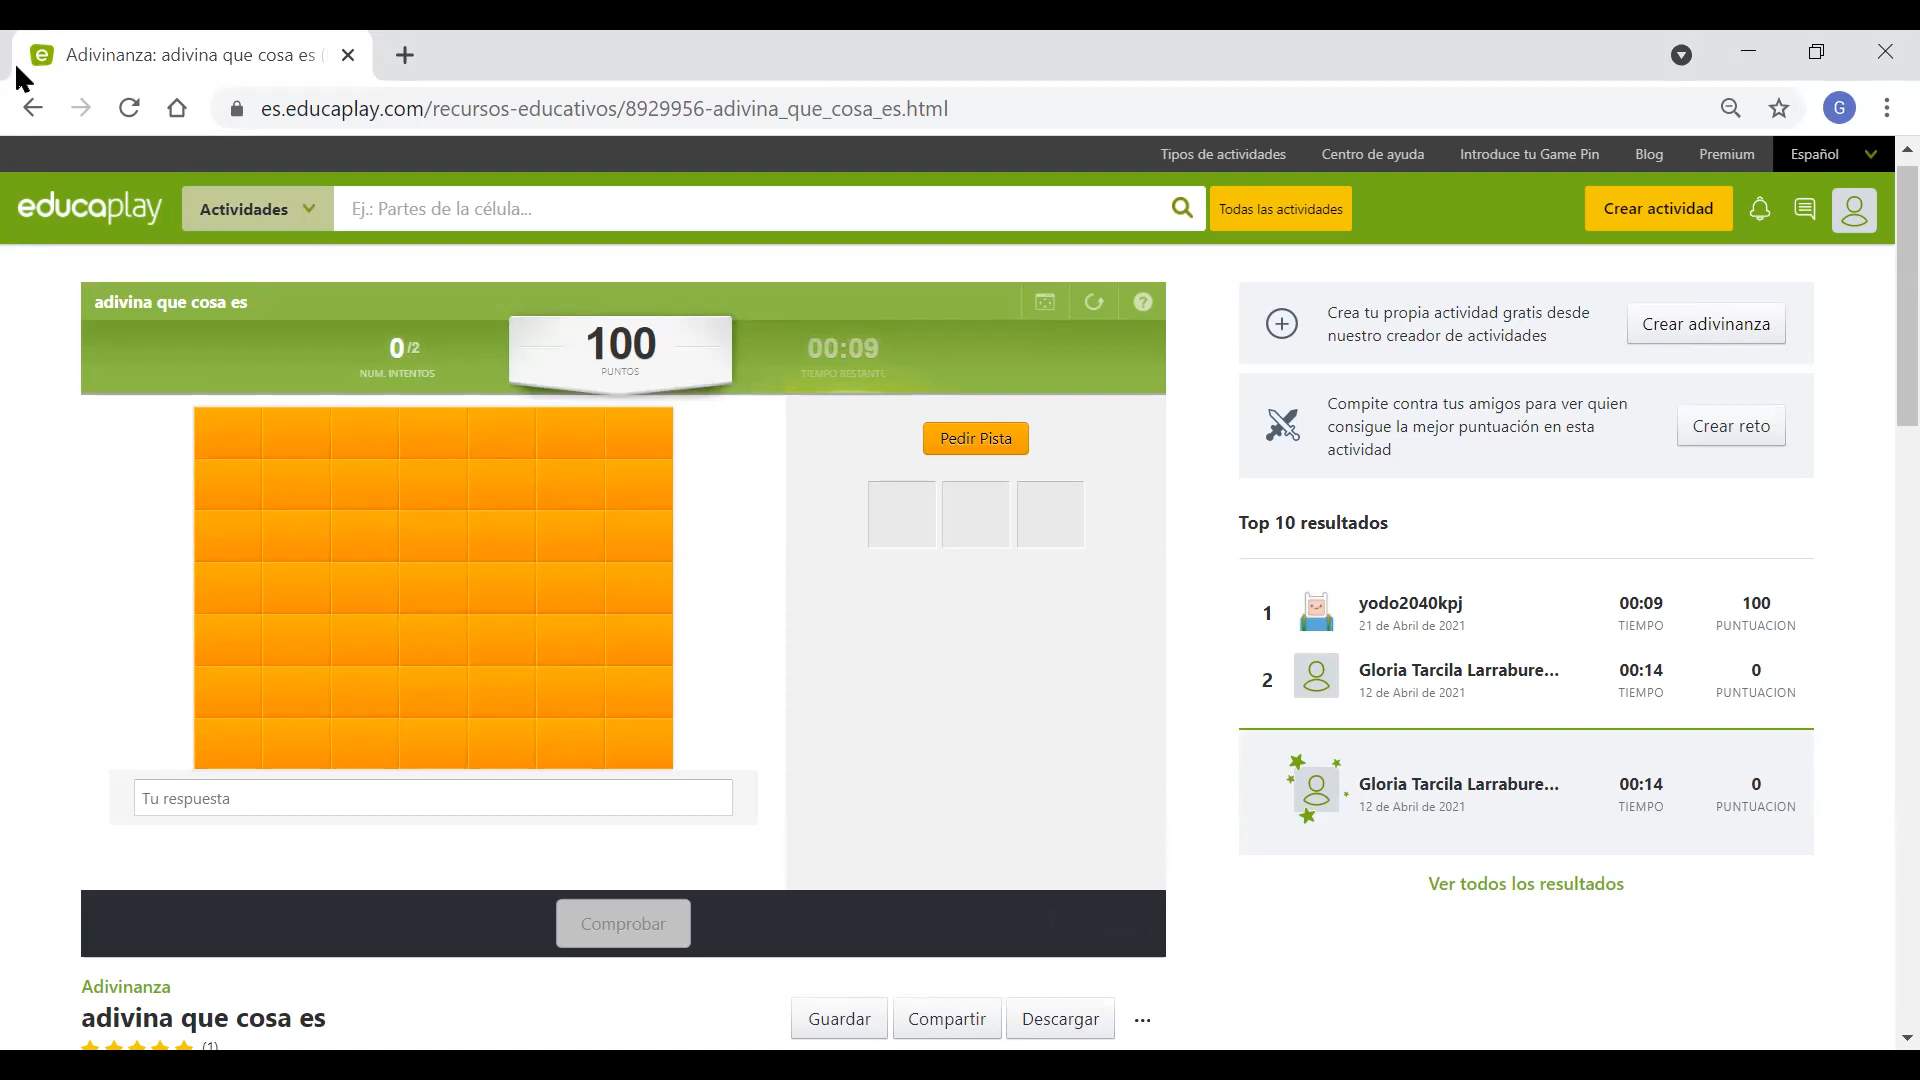 Adivinanza: adivina que cosa es (
es.educaplay.com/recursos-educativos/8929956-adivina_que_cosa_es.html
G
Tipos de actividades
Centro de ayuda
Introduce tu Game Pin
Blog
Premium
Español
educaplay
Actividades
Ej.: Partes de la célula...
Todas las actividades
Crear actividad
adivina que cosa es
0/2
NUM. INTENTOS
100
PUNTOS
00:09
TIEMPO RESTANTE
Pedir Pista
Tu respuesta
Comprobar
Crea tu propia actividad gratis desde
nuestro creador de actividades
Crear adivinanza
Compite contra tus amigos para ver quien
consigue la mejor puntuación en esta
actividad
Crear reto
Top 10 resultados
1
yodo2040kpj
21 de Abril de 2021
00:09
TIEMPO
100
PUNTUACION
2
Gloria Tarcila Larrabure...
12 de Abril de 2021
00:14
TIEMPO
0
PUNTUACION
Gloria Tarcila Larrabure...
12 de Abril de 2021
00:14
TIEMPO
0
PUNTUACION
Ver todos los resultados
Adivinanza
adivina que cosa es
(1)
Guardar
Compartir
Descargar
...